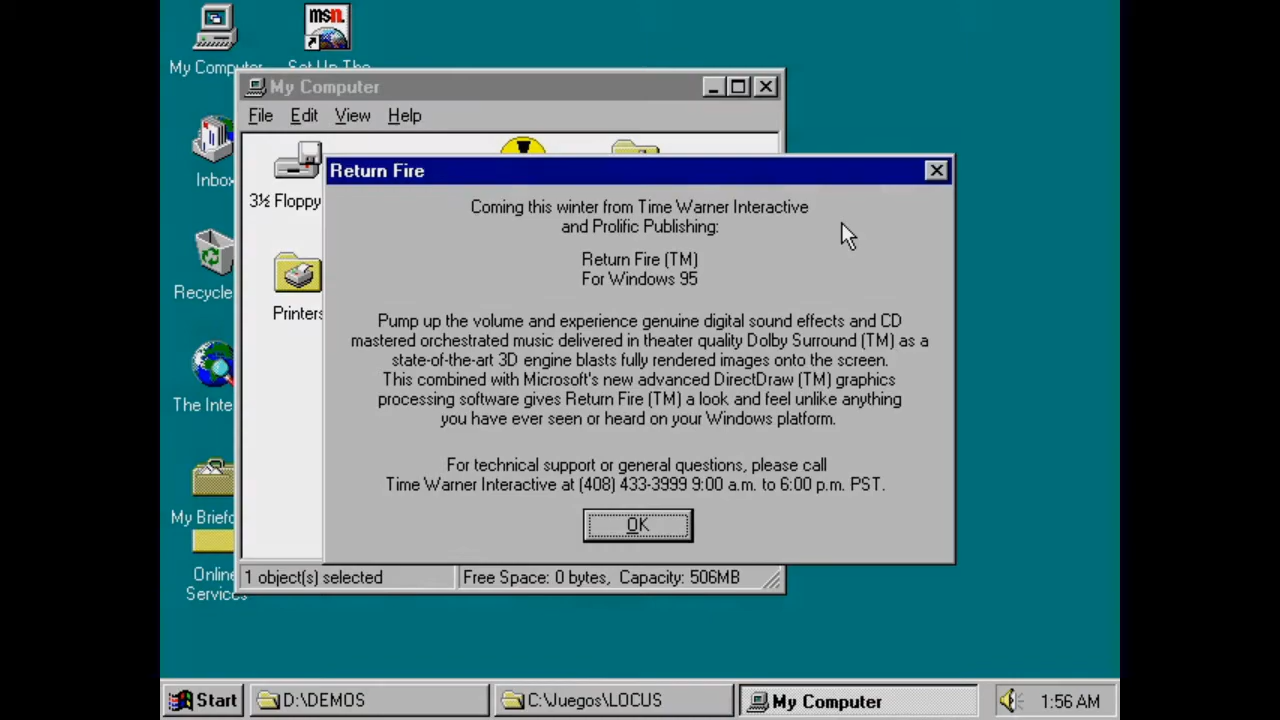 msn
My Computer
Set Up The
My Computer
File Edit View Help
3½ Floppy
Inbox
Recycle
Printers
The Inte
My Briefc
Online
Services
Return Fire
Coming this winter from Time Warner Interactive
and Prolific Publishing:
Return Fire (TM)
For Windows 95
Pump up the volume and experience genuine digital sound effects and CD
mastered orchestrated music delivered in theater quality Dolby Surround (TM) as a
state-of-the-art 3D engine blasts fully rendered images onto the screen.
This combined with Microsoft's new advanced DirectDraw (TM) graphics
processing software gives Return Fire (TM) a look and feel unlike anything
you have ever seen or heard on your Windows platform.
For technical support or general questions, please call
Time Warner Interactive at (408) 433-3999 9:00 a.m. to 6:00 p.m. PST.
OK
1 object(s) selected
Free Space: 0 bytes, Capacity: 506MB
Start
D:\DEMOS
C:\Juegos\LOCUS
My Computer
1:56 AM